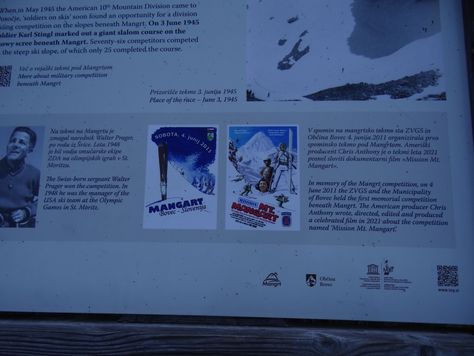 When in May 1945 the American 10th Mountain Division came to
'soldiers on skis' soon found an opportunity for a division
skiing competition on the slopes beneath Mangrt. On 3 June 1945
soldier Karl Stingl marked out a giant slalom course on the
snowy scree beneath Mangrt. Seventy-six competitors competed
the steep ski slope, of which only 25 completed the course.
Več o vojaški tekmi pod Mangrtom
More about military competition
beneath Mangrt
Prizorišče tekme 3. junija 1945
Place of the race – June 3, 1945
Na tekmi na Mangrtu je
zmagal narednik Walter Prager,
po rodu iz Švice. Leta 1948
je bil vodja smučarske ekipe
ZDA na olimpijskih igrah v St.
Moritzu.
The Swiss-born sergeant Walter
Prager won the competition. In
1948 he was the manager of the
USA ski team at the Olympic
Games in St. Moritz.
SOBOTA, 4. junij 2011
MANGRT
Bovec - Slovenija
MISSION
MT. MANGART
V spomin na mangrtsko tekmo sta ZVGS in
Občina Bovec 4. junija 2011 organizirala prvo
spominsko tekmo pod Mangrtom. Ameriški
producent Chris Anthony je o tekmi leta 2021
posnel sloviti dokumentarni film »Mission
Mt. Mangart«.
In memory of the Mangrt competition, on 4
June 2011 the ZVGS and the Municipality
of Bovec held the first memorial competition
beneath Mangrt. The American producer Chris
Anthony wrote, directed, edited and produced
a celebrated film in 2021 about the competition
named 'Mission Mt. Mangart'.
Mangrt
Občina
Bovec